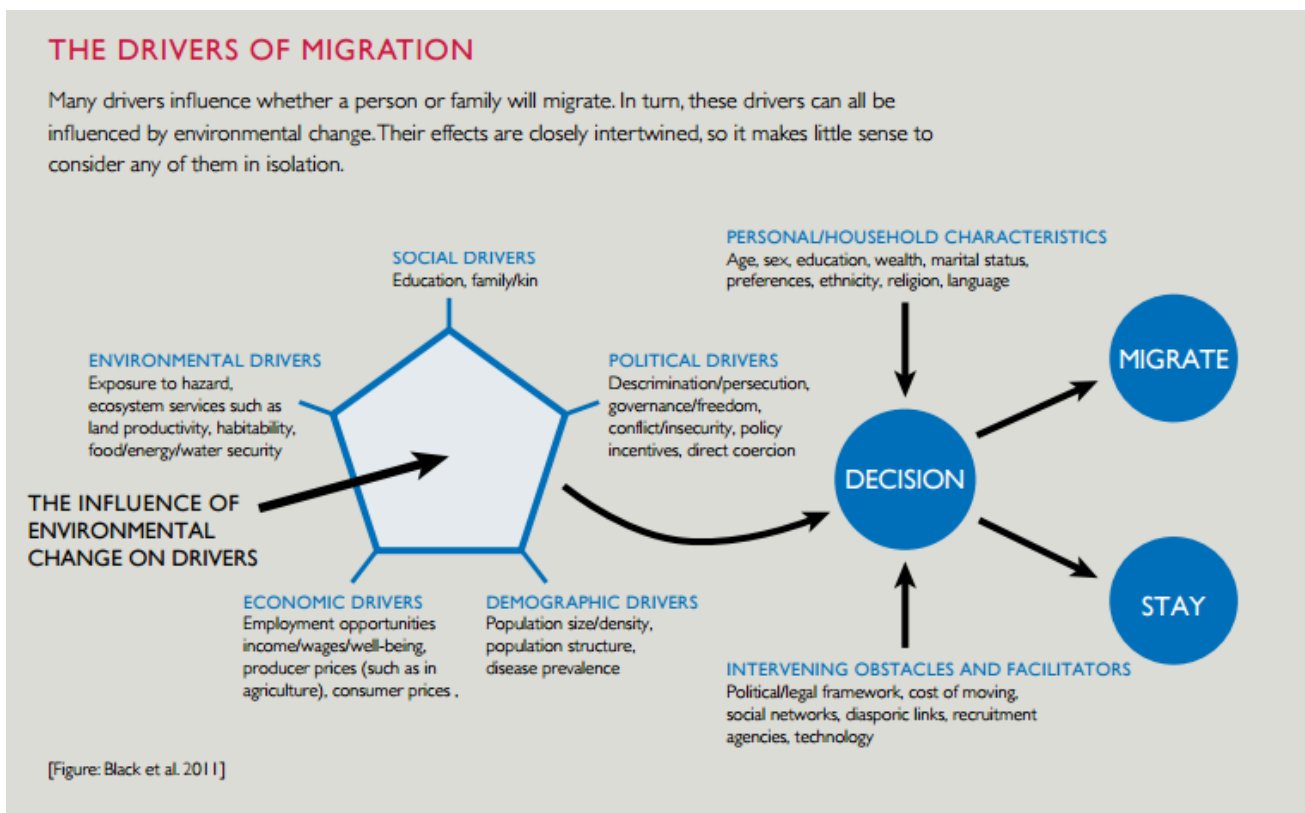 THE DRIVERS OF MIGRATION
Many drivers influence whether a person or family will migrate. In turn, these drivers can all be
influenced by environmental change. Their effects are closely intertwined, so it makes little sense to
consider any of them in isolation.
SOCIAL DRIVERS
Education, family/kin
ENVIRONMENTAL DRIVERS
Exposure to hazard,
ecosystem services such as
land productivity, habitability,
food/energy/water security
POLITICAL DRIVERS
Descrimination/persecution,
governance/freedom,
conflict/insecurity, policy
incentives, direct coercion
THE INFLUENCE OF
ENVIRONMENTAL
CHANGE ON DRIVERS
ECONOMIC DRIVERS
Employment opportunities
income/wages/well-being,
producer prices (such as in
agriculture), consumer prices ,
DEMOGRAPHIC DRIVERS
Population size/density,
population structure,
disease prevalence
PERSONAL/HOUSEHOLD CHARACTERISTICS
Age, sex, education, wealth, marital status,
preferences, ethnicity, religion, language
DECISION
MIGRATE
STAY
INTERVENING OBSTACLES AND FACILITATORS
Political/legal framework, cost of moving,
social networks, diasporic links, recruitment
agencies, technology
[Figure: Black et al. 2011]